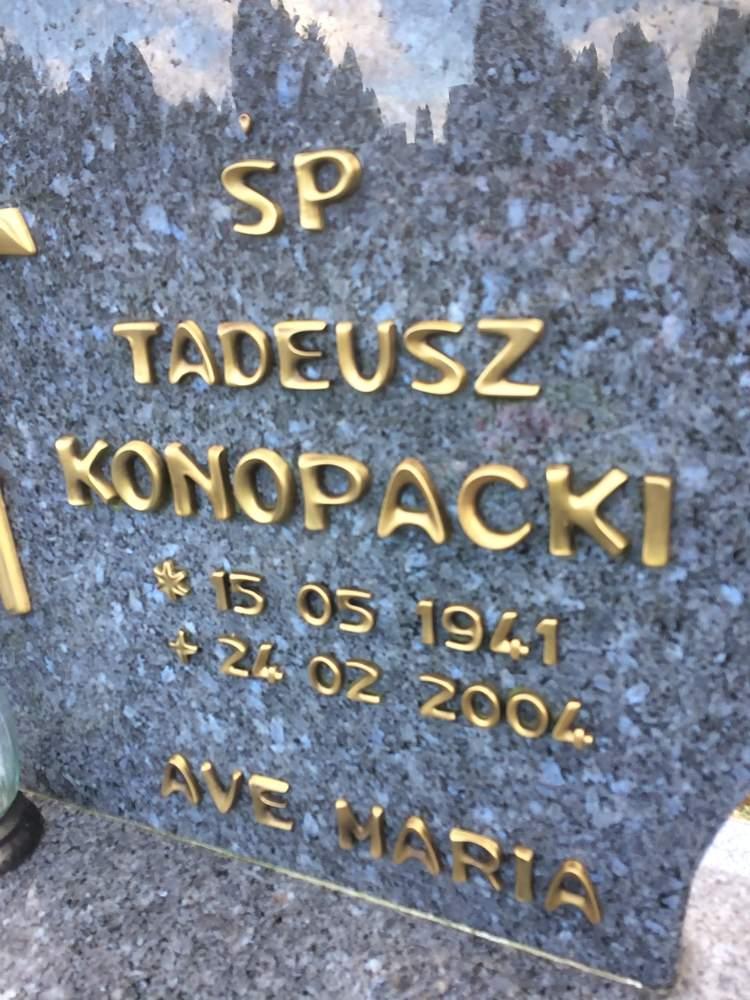 ŚP
TADEUSZ
KONOPACKI
* 15 05 1941
+ 24 02 2004
AVE MARIA